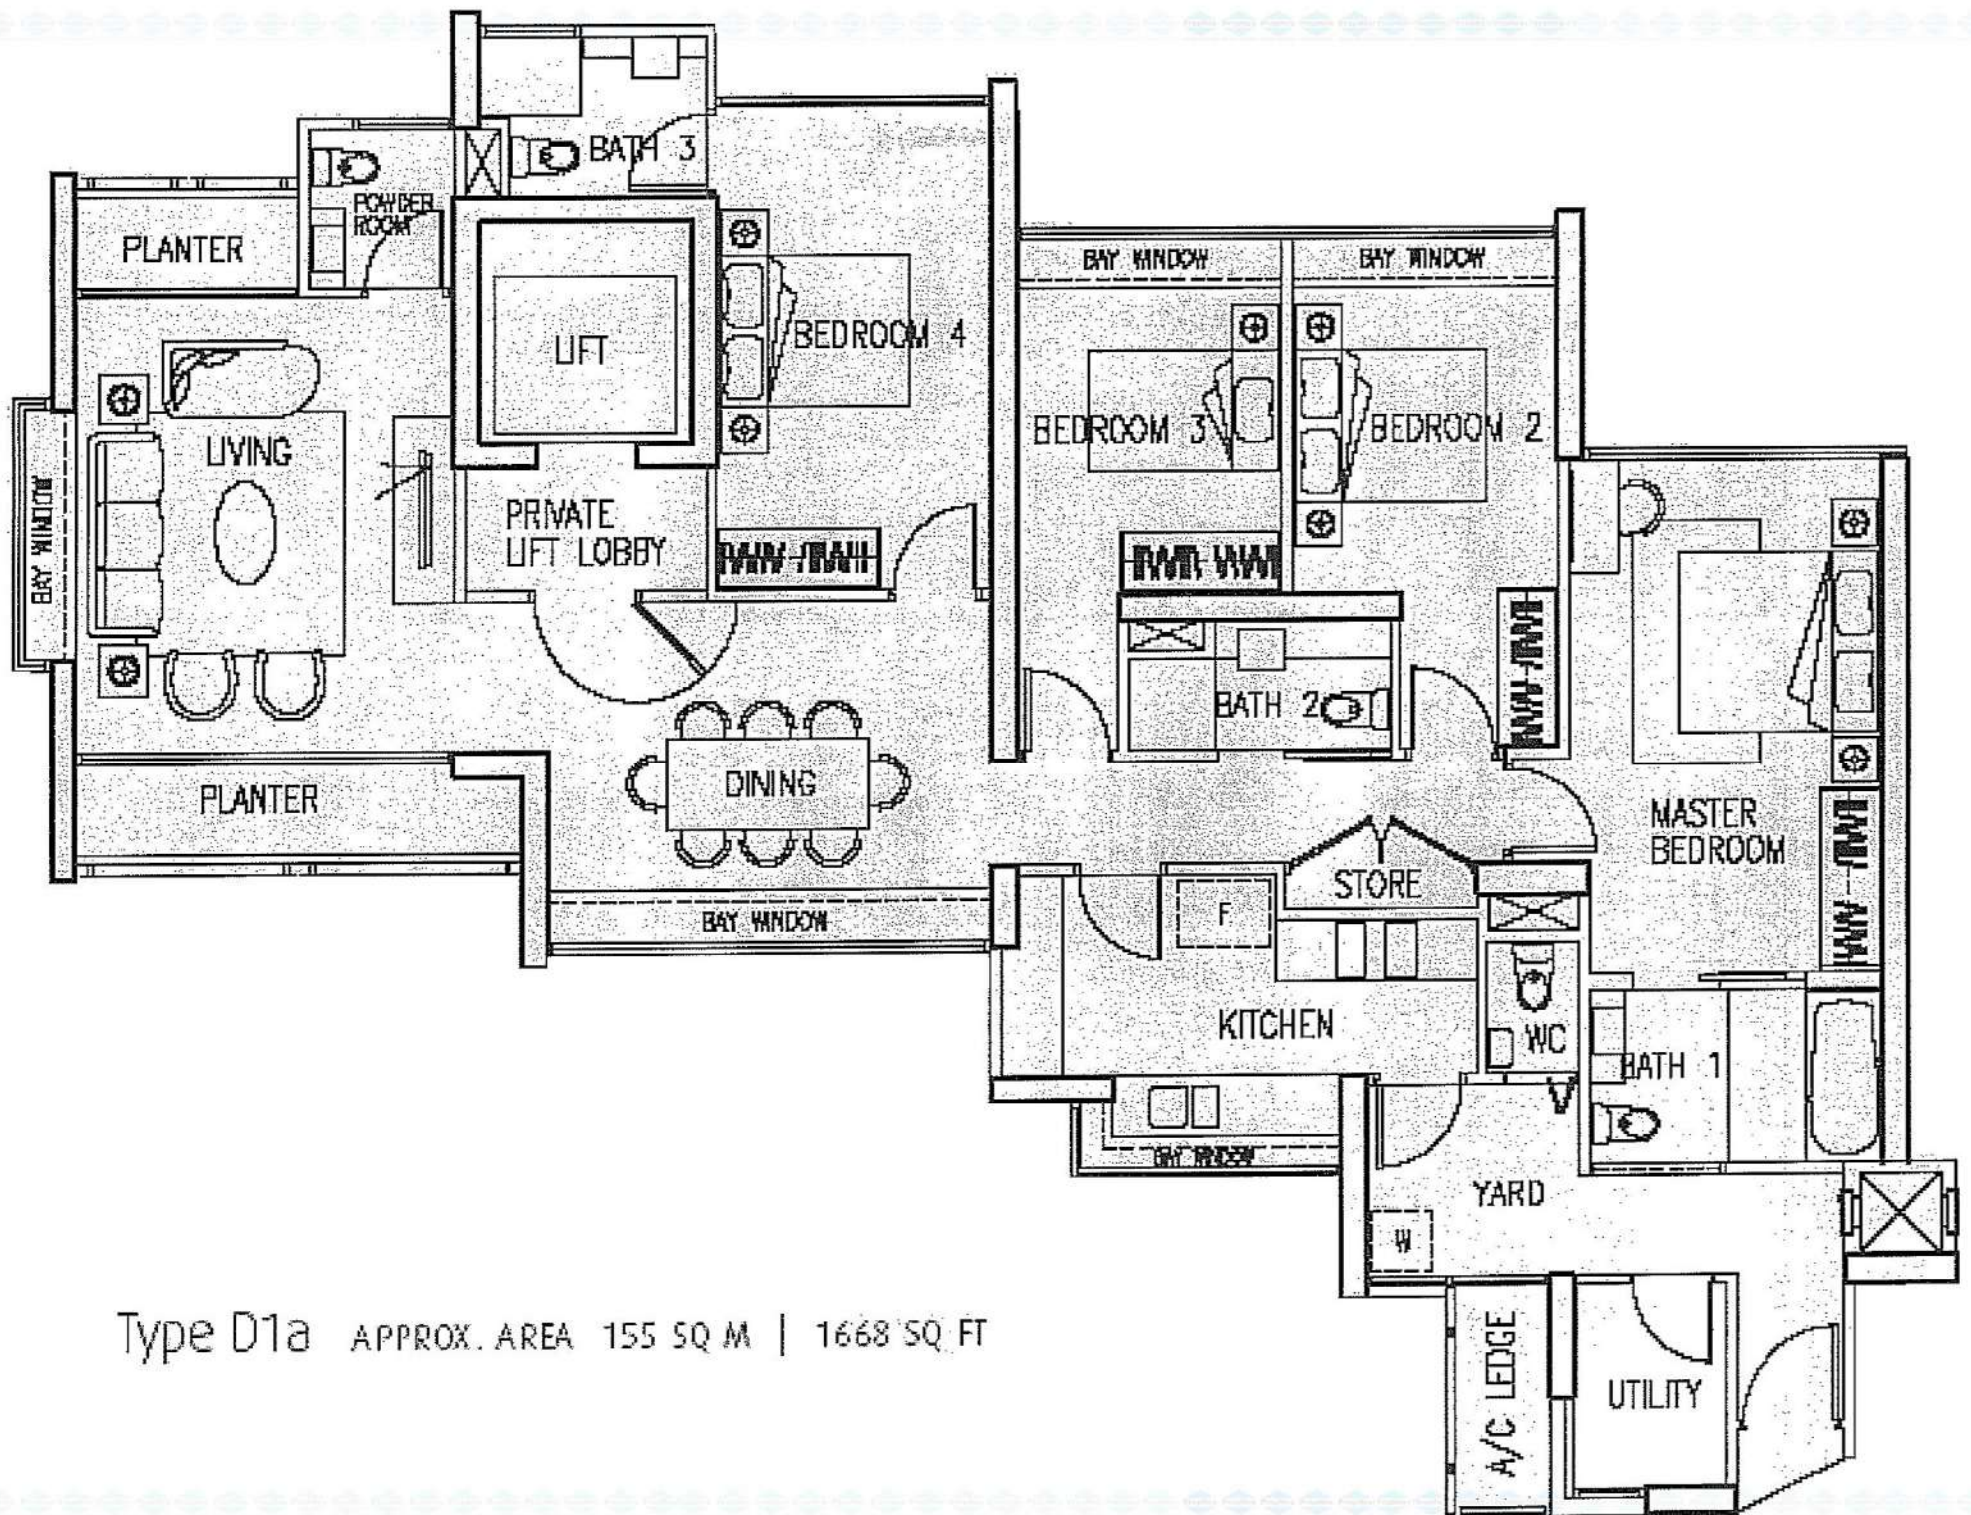 BATH 3
POWDER
ROOM
PLANTER
BAY WINDOW
BAY WINDOW
LIFT
BEDROOM 4
BEDROOM 3
BEDROOM 2
LIVING
BAY WINDOW
PRIVATE
LIFT LOBBY
BATH 2
DINING
PLANTER
MASTER
BEDROOM
STORE
F
BAY WINDOW
KITCHEN
WC
BATH 1
BAY WINDOW
YARD
W
A/C LEDGE
UTILITY
Type D1a APPROX. AREA 155 SQ M | 1668 SQ FT